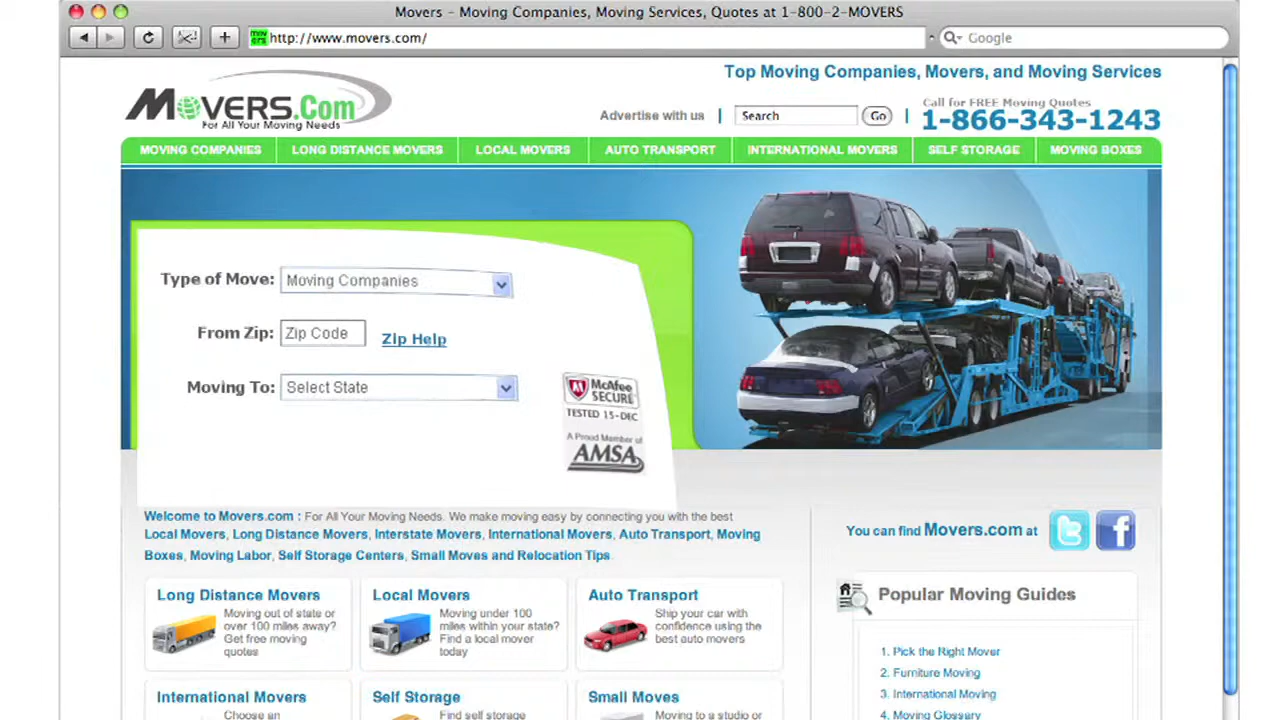 Movers - Moving Companies, Moving Services, Quotes at 1-800-2-MOVERS
http://www.movers.com/
Google
Top Moving Companies, Movers, and Moving Services
MOVERS.Com
For All Your Moving Needs
Advertise with us
Search
Go
Call for FREE Moving Quotes
1-866-343-1243
MOVING COMPANIES
LONG DISTANCE MOVERS
LOCAL MOVERS
AUTO TRANSPORT
INTERNATIONAL MOVERS
SELF STORAGE
MOVING BOXES
Type of Move: Moving Companies
From Zip: Zip Code Zip Help
Moving To: Select State
McAfee
SECURE
TESTED 15-DEC
A Proud Member of
AMSA
Welcome to Movers.com : For All Your Moving Needs. We make moving easy by connecting you with the best
Local Movers, Long Distance Movers, Interstate Movers, International Movers, Auto Transport, Moving
Boxes, Moving Labor, Self Storage Centers, Small Moves and Relocation Tips
You can find Movers.com at
Long Distance Movers
Moving out of state or
over 100 miles away?
Get free moving
quotes
Local Movers
Moving under 100
miles within your state?
Find a local mover
today
Auto Transport
Ship your car with
confidence using the
best auto movers
Popular Moving Guides
1. Pick the Right Mover
2. Furniture Moving
3. International Moving
4. Moving Glossary
International Movers
Choose an
Self Storage
Find self storage
Small Moves
Moving to a studio or